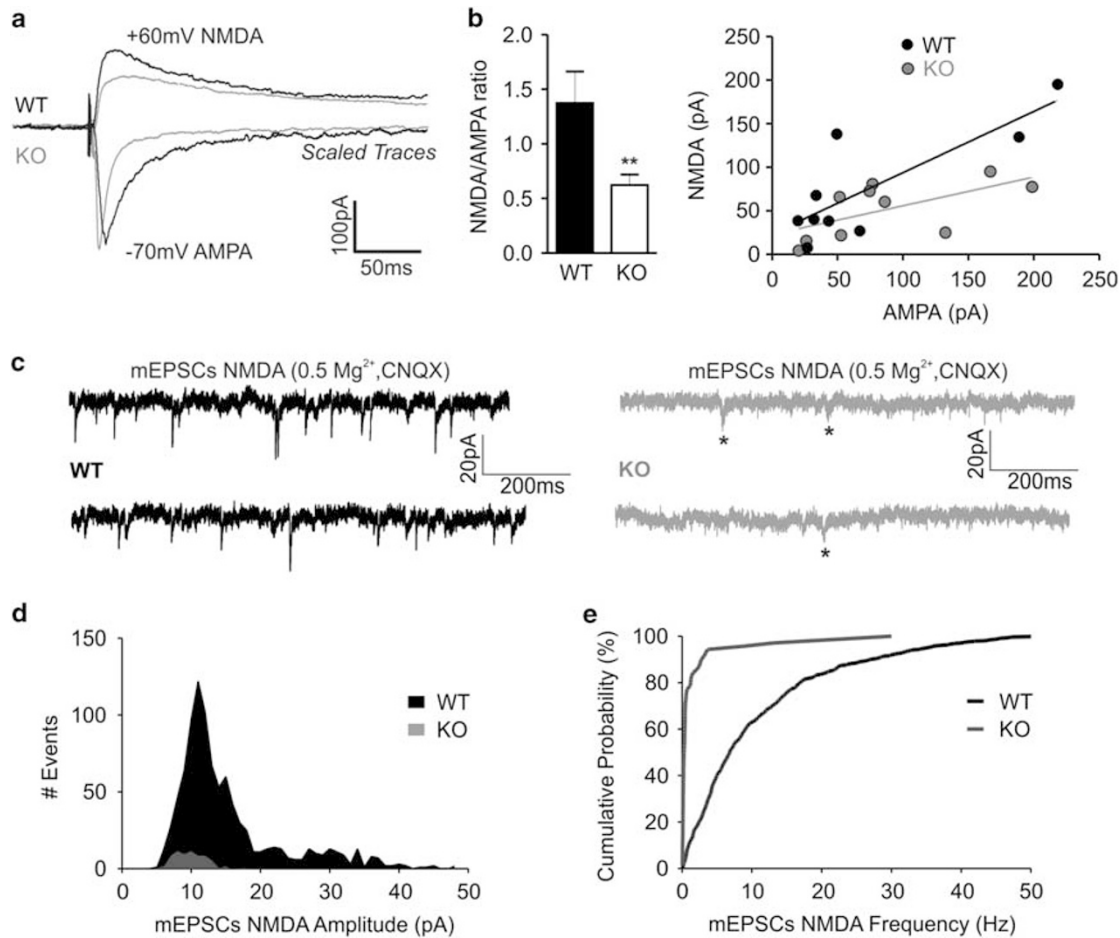 a
+60mV NMDA
WT
KO
Scaled Traces
-70mV AMPA
100pA
50ms
b
NMDA/AMPA ratio
2.0
1.5
1.0
0.5
0.0
**
WT
KO
NMDA (pA)
250
200
150
100
50
0
WT
KO
0
50
100
150
200
250
AMPA (pA)
c
mEPSCs NMDA (0.5 Mg²⁺,CNQX)
WT
20pA
200ms
mEPSCs NMDA (0.5 Mg²⁺,CNQX)
*
*
KO
20pA
200ms
*
d
# Events
150
100
50
0
WT
KO
0
10
20
30
40
50
mEPSCs NMDA Amplitude (pA)
e
Cumulative Probability (%)
100
80
60
40
20
0
WT
KO
0
10
20
30
40
50
mEPSCs NMDA Frequency (Hz)